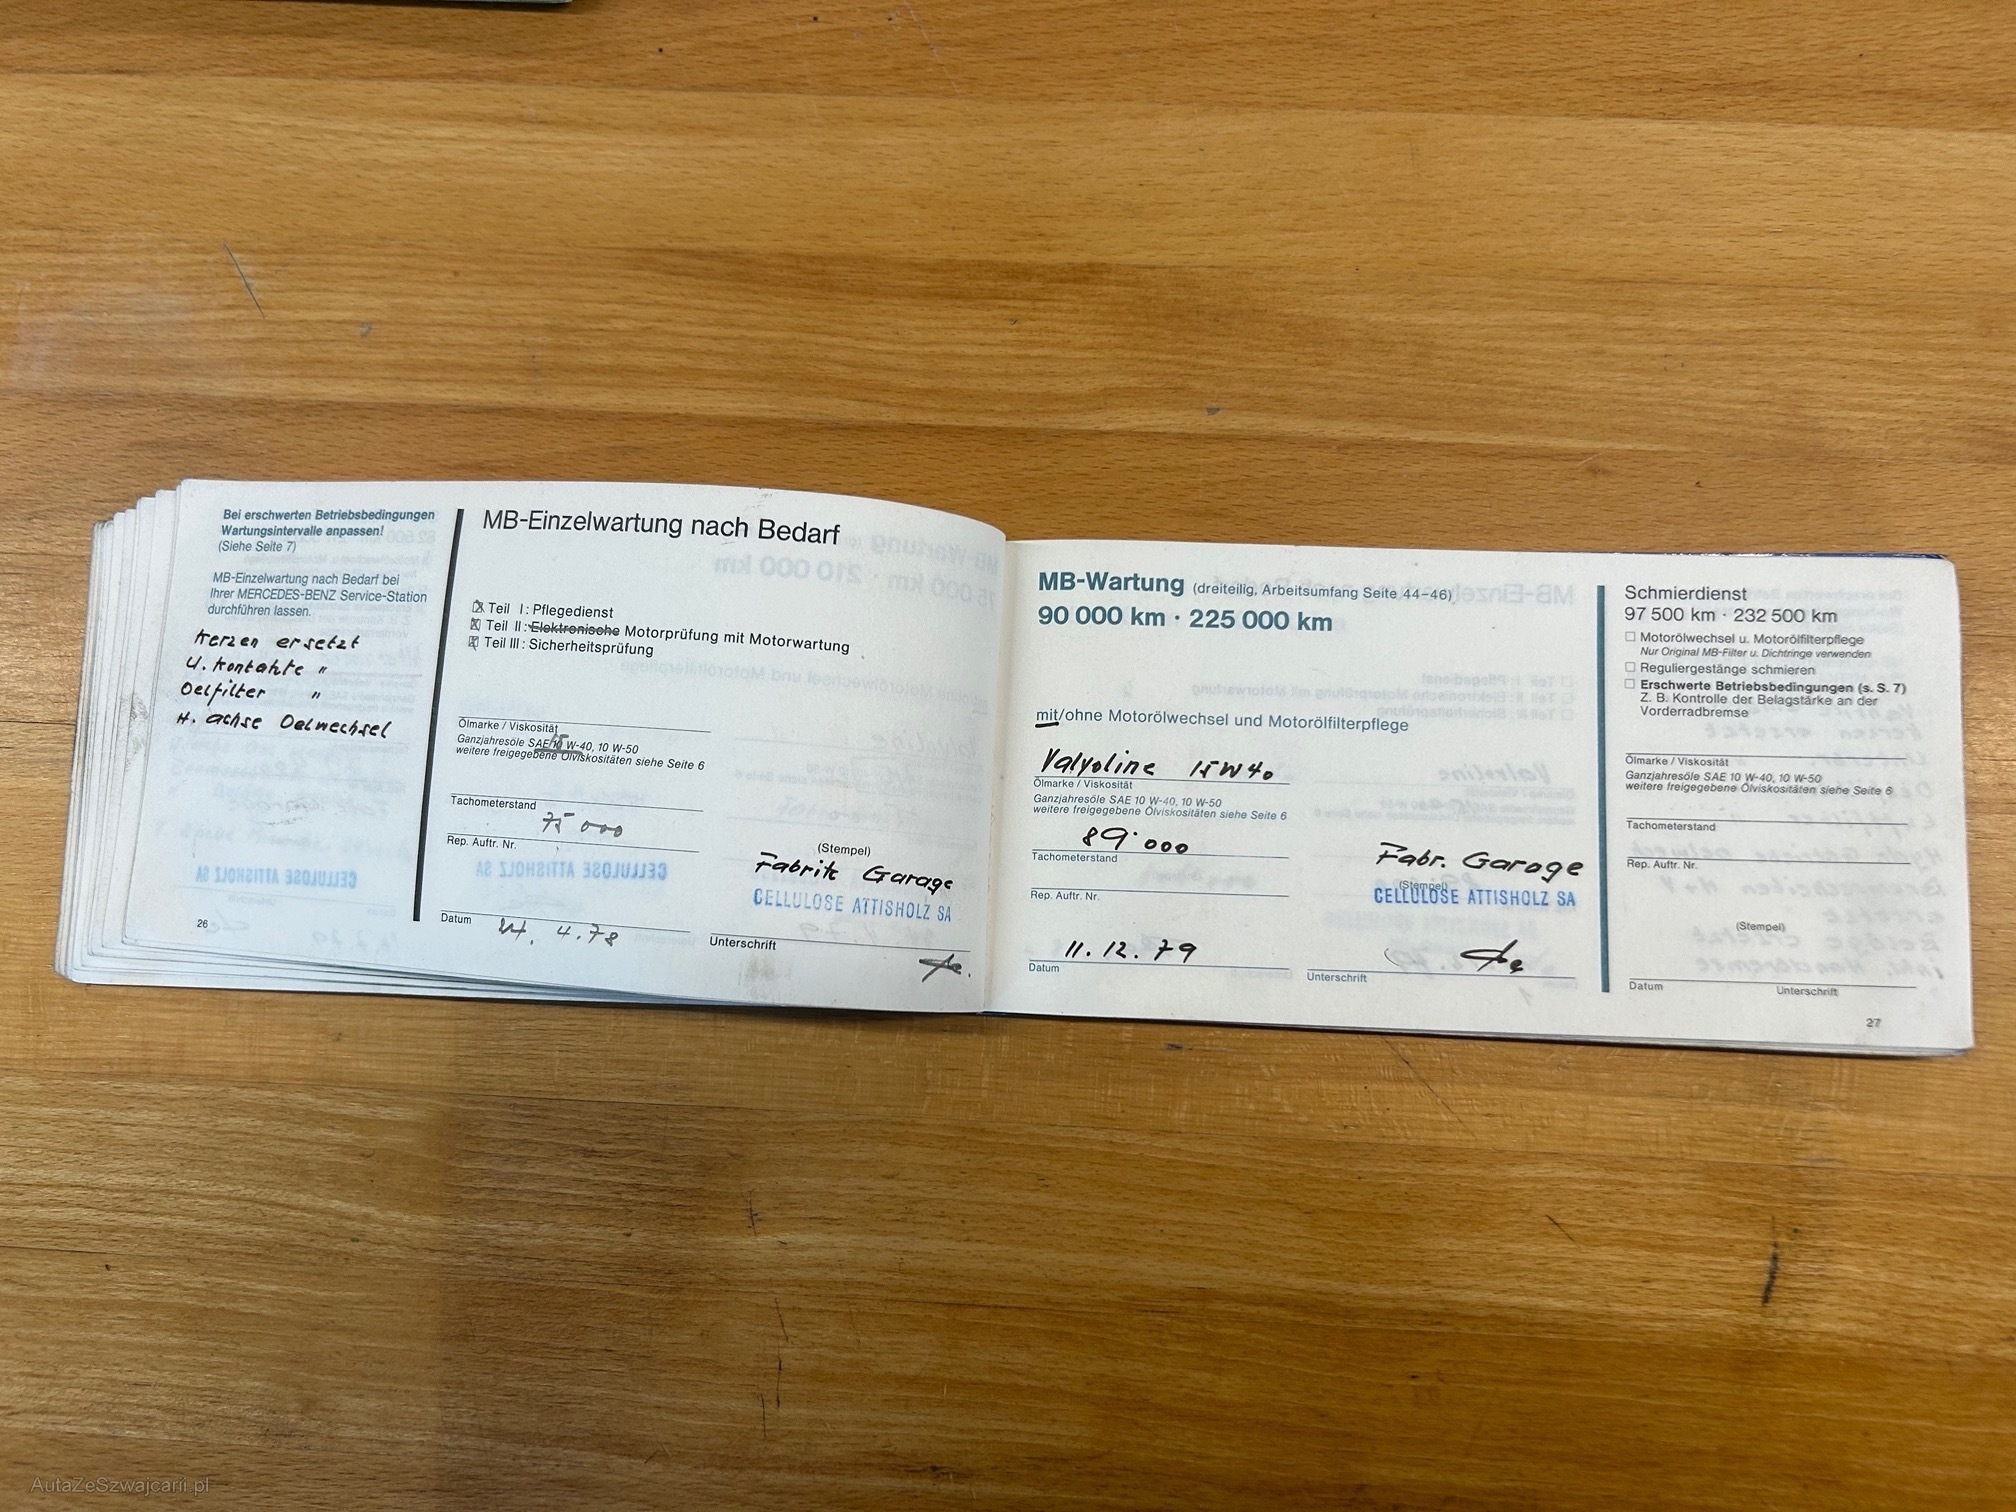 Bei erschwerten Betriebsbedingungen
Wartungsintervalle anpassen!
(Siehe Seite 7)
MB-Einzelwartung nach Bedarf bei
Ihrer MERCEDES-BENZ Service-Station
durchführen lassen.
Kerzen ersetzt
U. Kontakte "
Oelfilter "
H. achse Oelwechsel
26
MB-Einzelwartung nach Bedarf
Teil I: Pflegedienst
Teil II: Elektronische Motorprüfung mit Motorwartung
Teil III: Sicherheitsprüfung
Ölmarke / Viskosität
Ganzjahresöle SAE 15 W-40, 10 W-50
weitere freigegebene Ölviskositäten siehe Seite 6
Tachometerstand
75 000
Rep. Auftr. Nr.
(Stempel)
Fabrik Garage
CELLULOSE ATTISHOLZ SA
Datum
4.78
Unterschrift
MB-Wartung (dreiteilig, Arbeitsumfang Seite 44-46)
90 000 km · 225 000 km
mit/ohne Motorölwechsel und Motorölfilterpflege
Valvoline 15W40
Ölmarke / Viskosität
Ganzjahresöle SAE 10 W-40, 10 W-50
weitere freigegebene Ölviskositäten siehe Seite 6
89'000
Tachometerstand
Rep. Auftr. Nr.
Fabr. Garage
(Stempel)
CELLULOSE ATTISHOLZ SA
11.12.79
Datum
Unterschrift
Schmierdienst
97 500 km · 232 500 km
Motorölwechsel u. Motorölfilterpflege
Nur Original MB-Filter u. Dichtringe verwenden
Reguliergestänge schmieren
Erschwerte Betriebsbedingungen (s. S. 7)
Z. B. Kontrolle der Belagstärke an der
Vorderradbremse
Ölmarke / Viskosität
Ganzjahresöle SAE 10 W-40, 10 W-50
weitere freigegebene Ölviskositäten siehe Seite 6
Tachometerstand
Rep. Auftr. Nr.
(Stempel)
Datum
Unterschrift
27
AutaZeSzwajcarii.pl